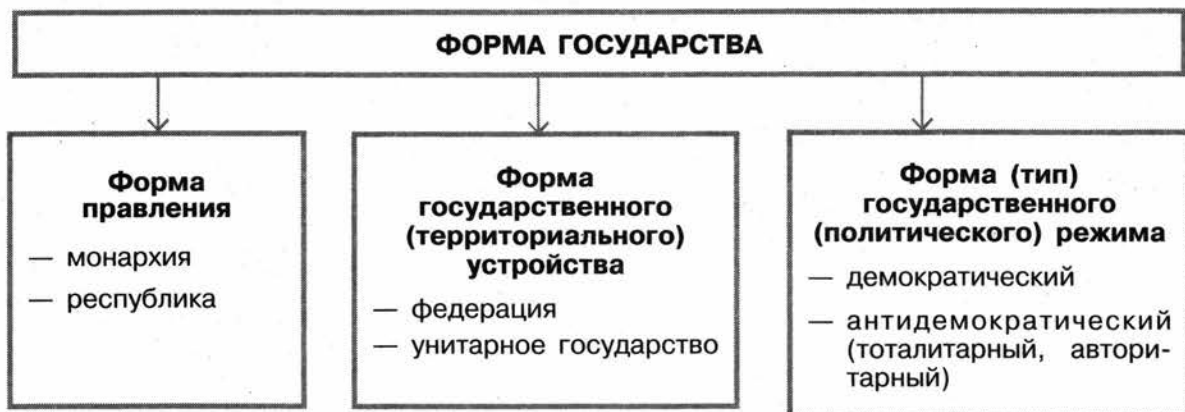 ФОРМА ГОСУДАРСТВА
Форма
правления
— монархия
— республика
Форма
государственного
(территориального)
устройства
— федерация
— унитарное государство
Форма (тип)
государственного
(политического) режима
— демократический
— антидемократический
(тоталитарный, автори-
тарный)